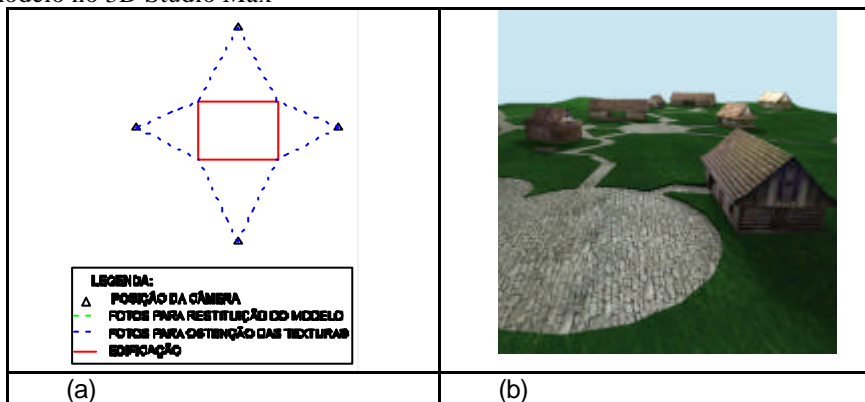 modelo no 3D Studio Max
LEGENDA:
POSIÇÃO DA CÂMERA
FOTOS PARA RESTITUIÇÃO DO MODELO
FOTOS PARA OBTENÇÃO DAS TEXTURAS
EDIFICAÇÃO
(a)
(b)